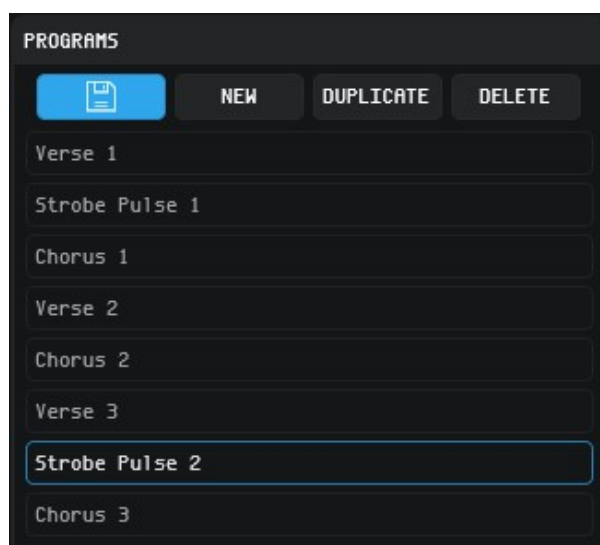 PROGRAMS
NEW DUPLICATE DELETE
Verse 1
Strobe Pulse 1
Chorus 1
Verse 2
Chorus 2
Verse 3
Strobe Pulse 2
Chorus 3